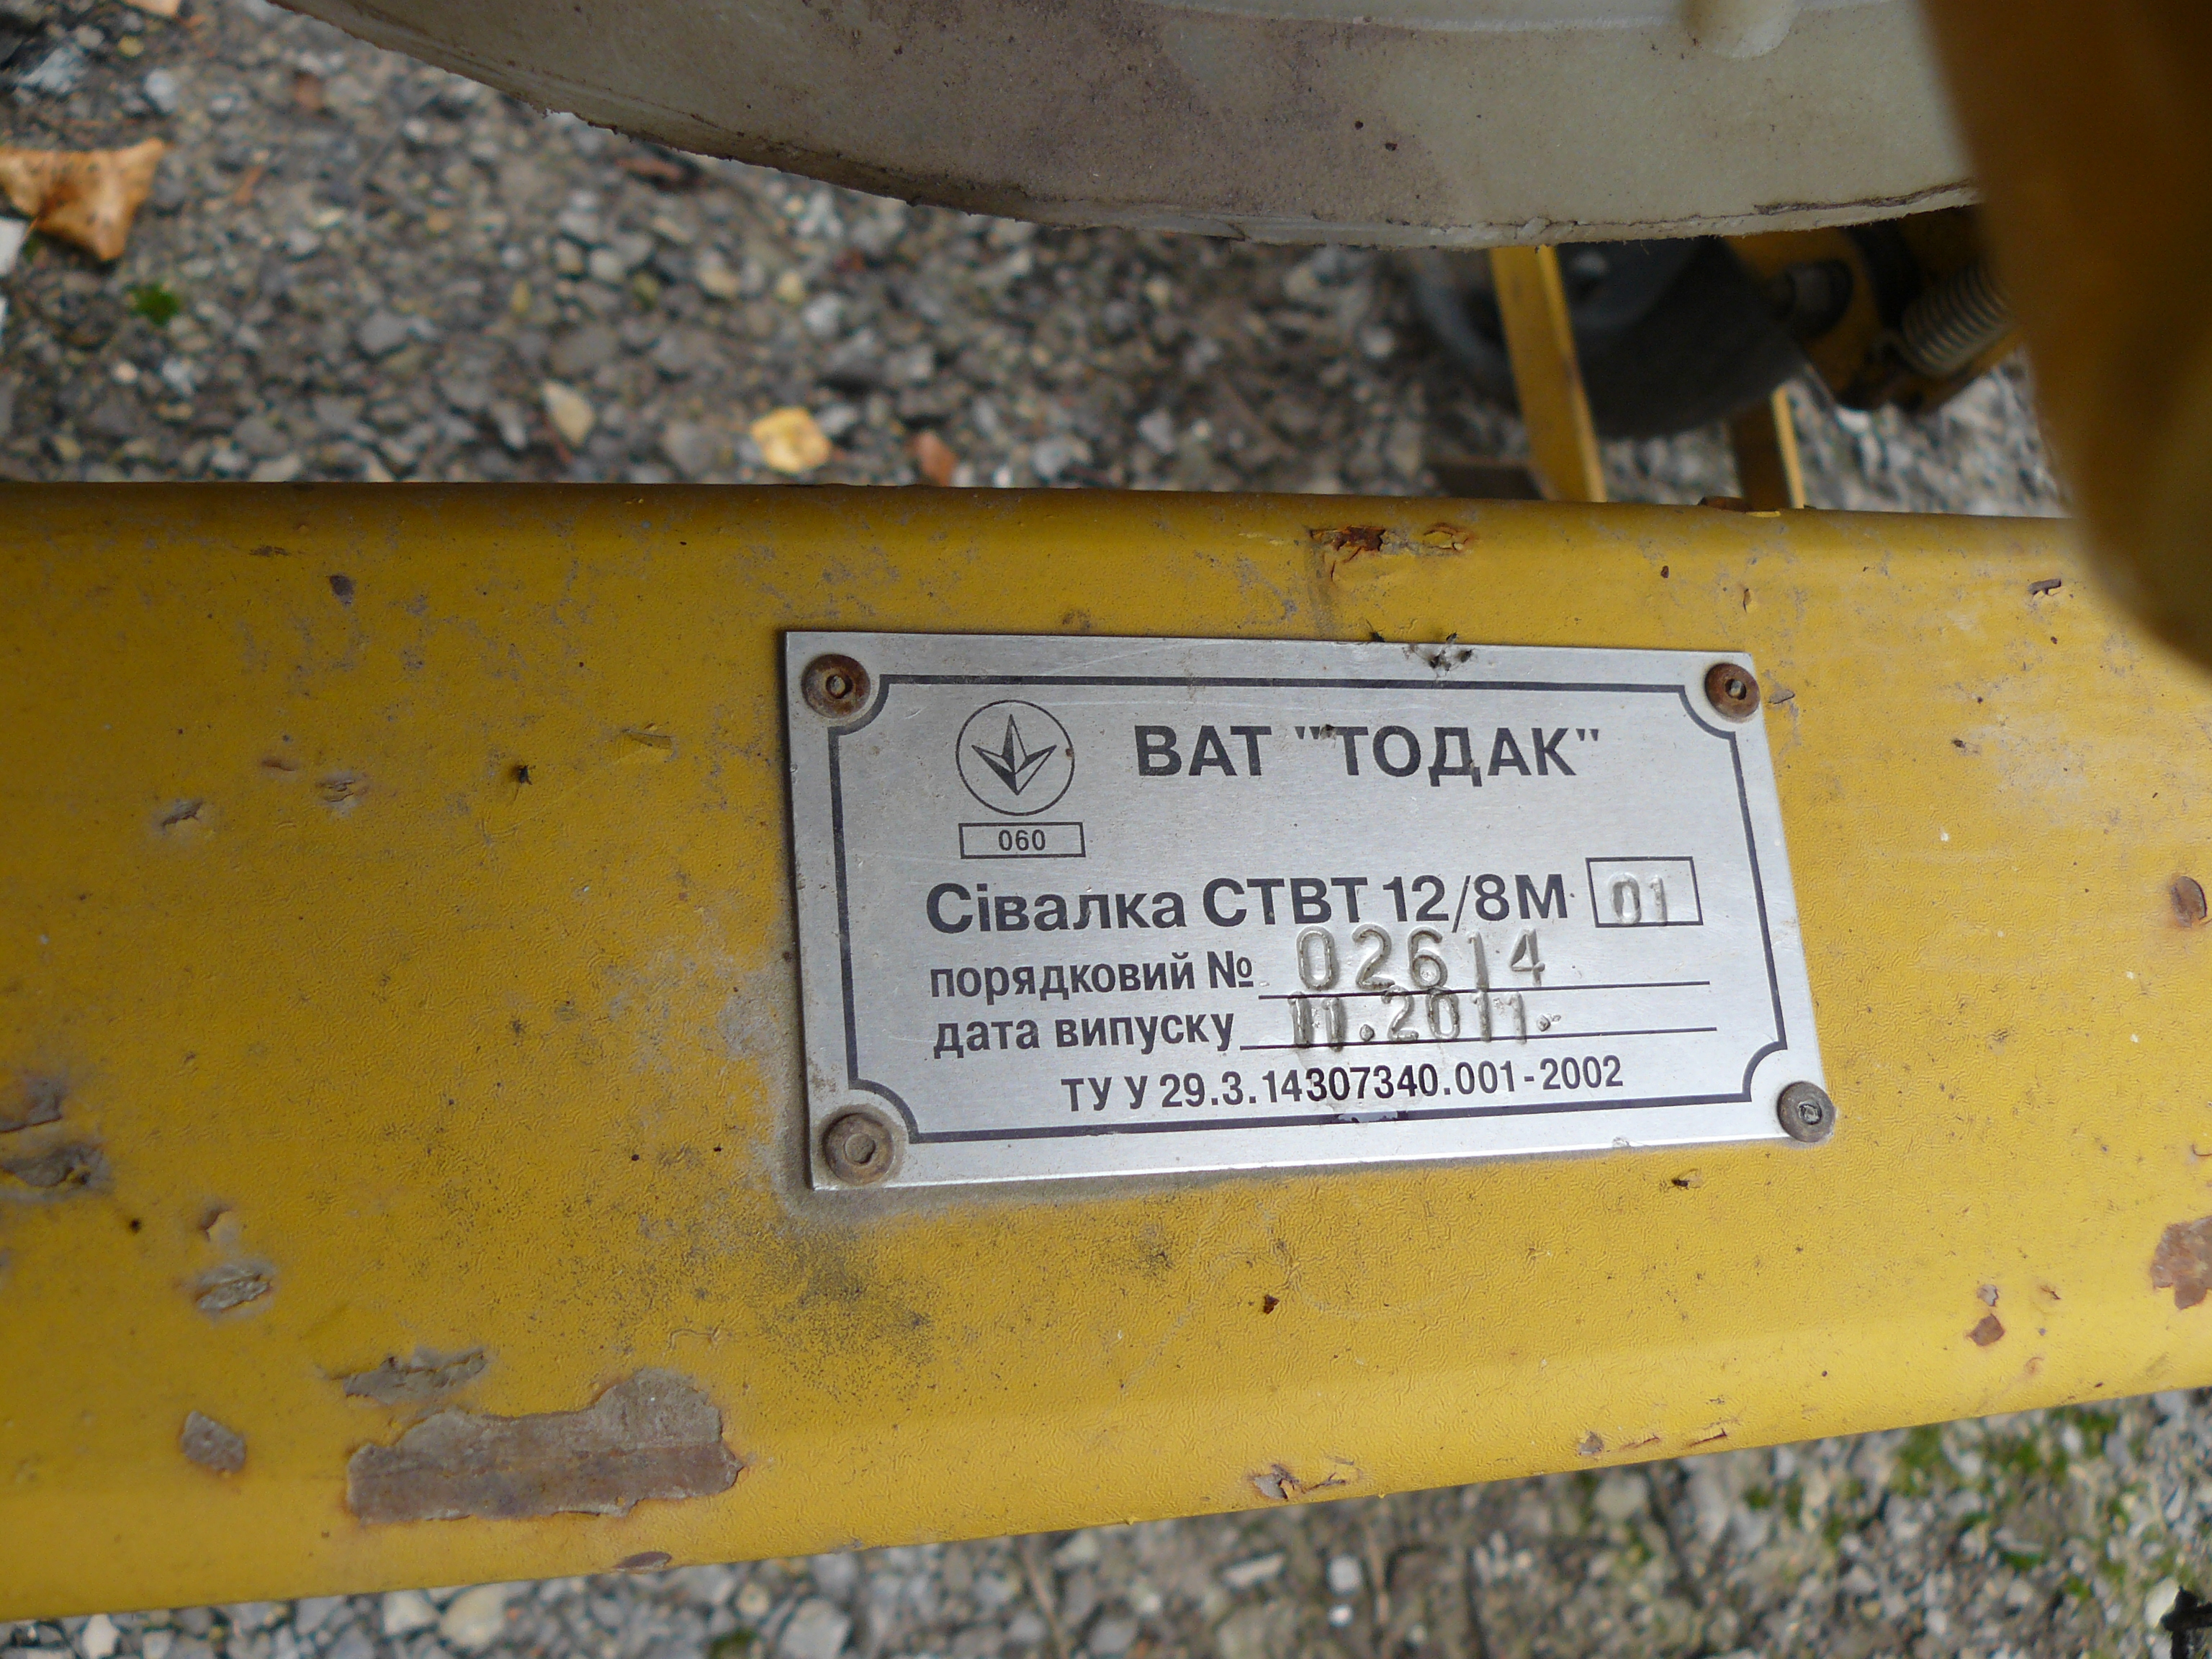 ВАТ "ТОДАК"
060
Сівалка СТВТ 12/8М 01
порядковий № 02614
дата випуску 11.2011.
ТУ У 29.3.14307340.001-2002